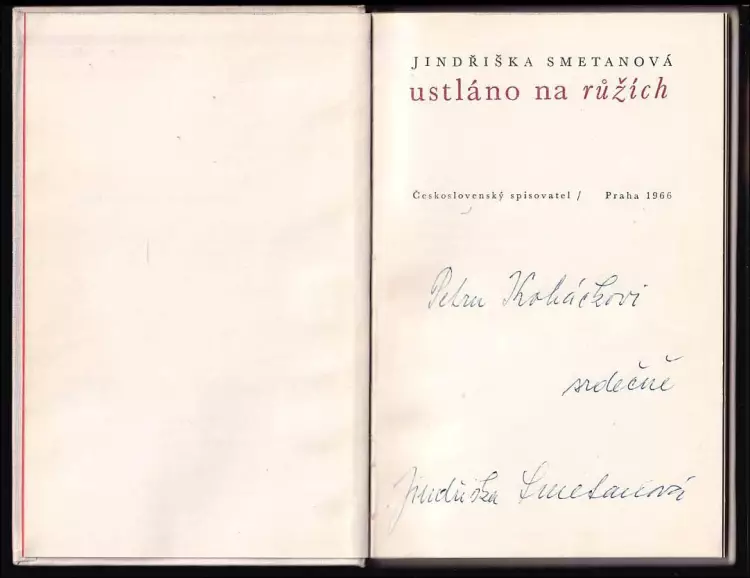 JINDŘIŠKA SMETANOVÁ
ustláno na růžích
Československý spisovatel / Praha 1966
Petru Koháčkovi
srdečně
Jindřiška Smetanová